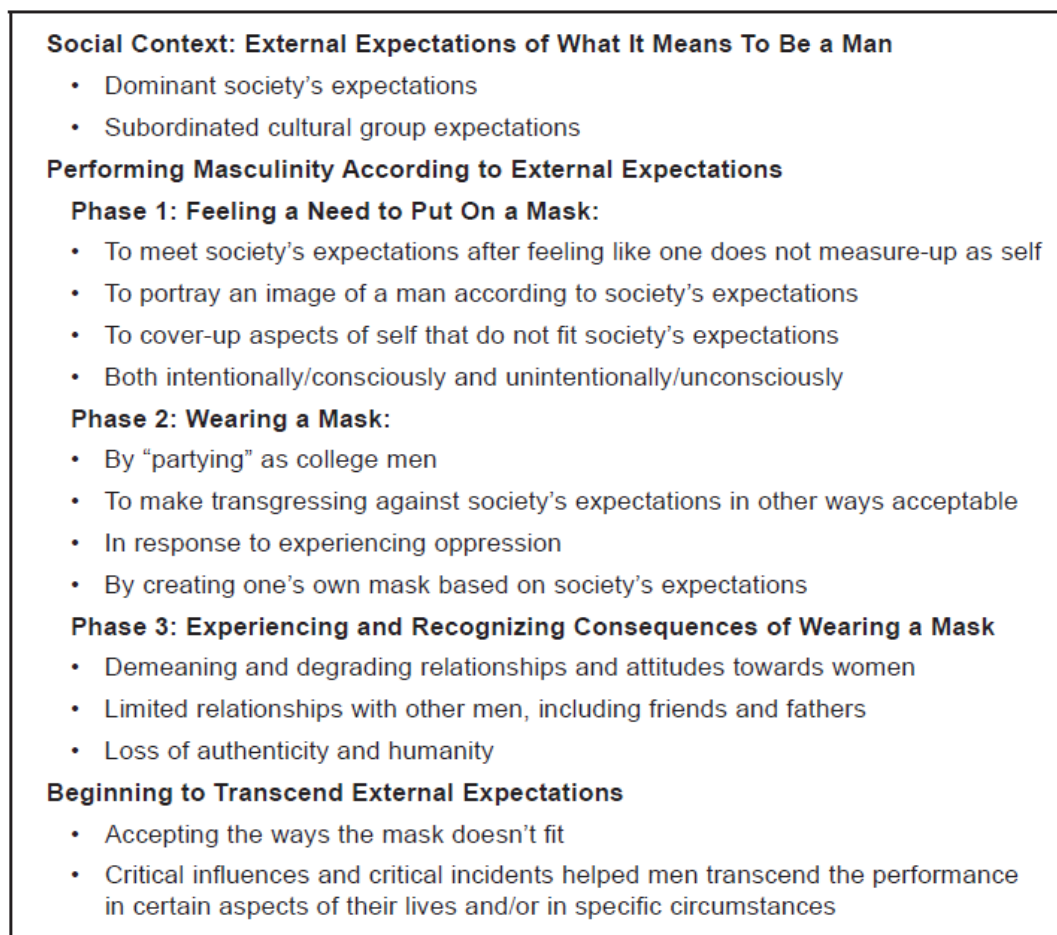 Social Context: External Expectations of What It Means To Be a Man
• Dominant society’s expectations
• Subordinated cultural group expectations
Performing Masculinity According to External Expectations
Phase 1: Feeling a Need to Put On a Mask:
• To meet society’s expectations after feeling like one does not measure-up as self
• To portray an image of a man according to society’s expectations
• To cover-up aspects of self that do not fit society’s expectations
• Both intentionally/consciously and unintentionally/unconsciously
Phase 2: Wearing a Mask:
• By “partying” as college men
• To make transgressing against society’s expectations in other ways acceptable
• In response to experiencing oppression
• By creating one’s own mask based on society’s expectations
Phase 3: Experiencing and Recognizing Consequences of Wearing a Mask
• Demeaning and degrading relationships and attitudes towards women
• Limited relationships with other men, including friends and fathers
• Loss of authenticity and humanity
Beginning to Transcend External Expectations
• Accepting the ways the mask doesn’t fit
• Critical influences and critical incidents helped men transcend the performance
in certain aspects of their lives and/or in specific circumstances